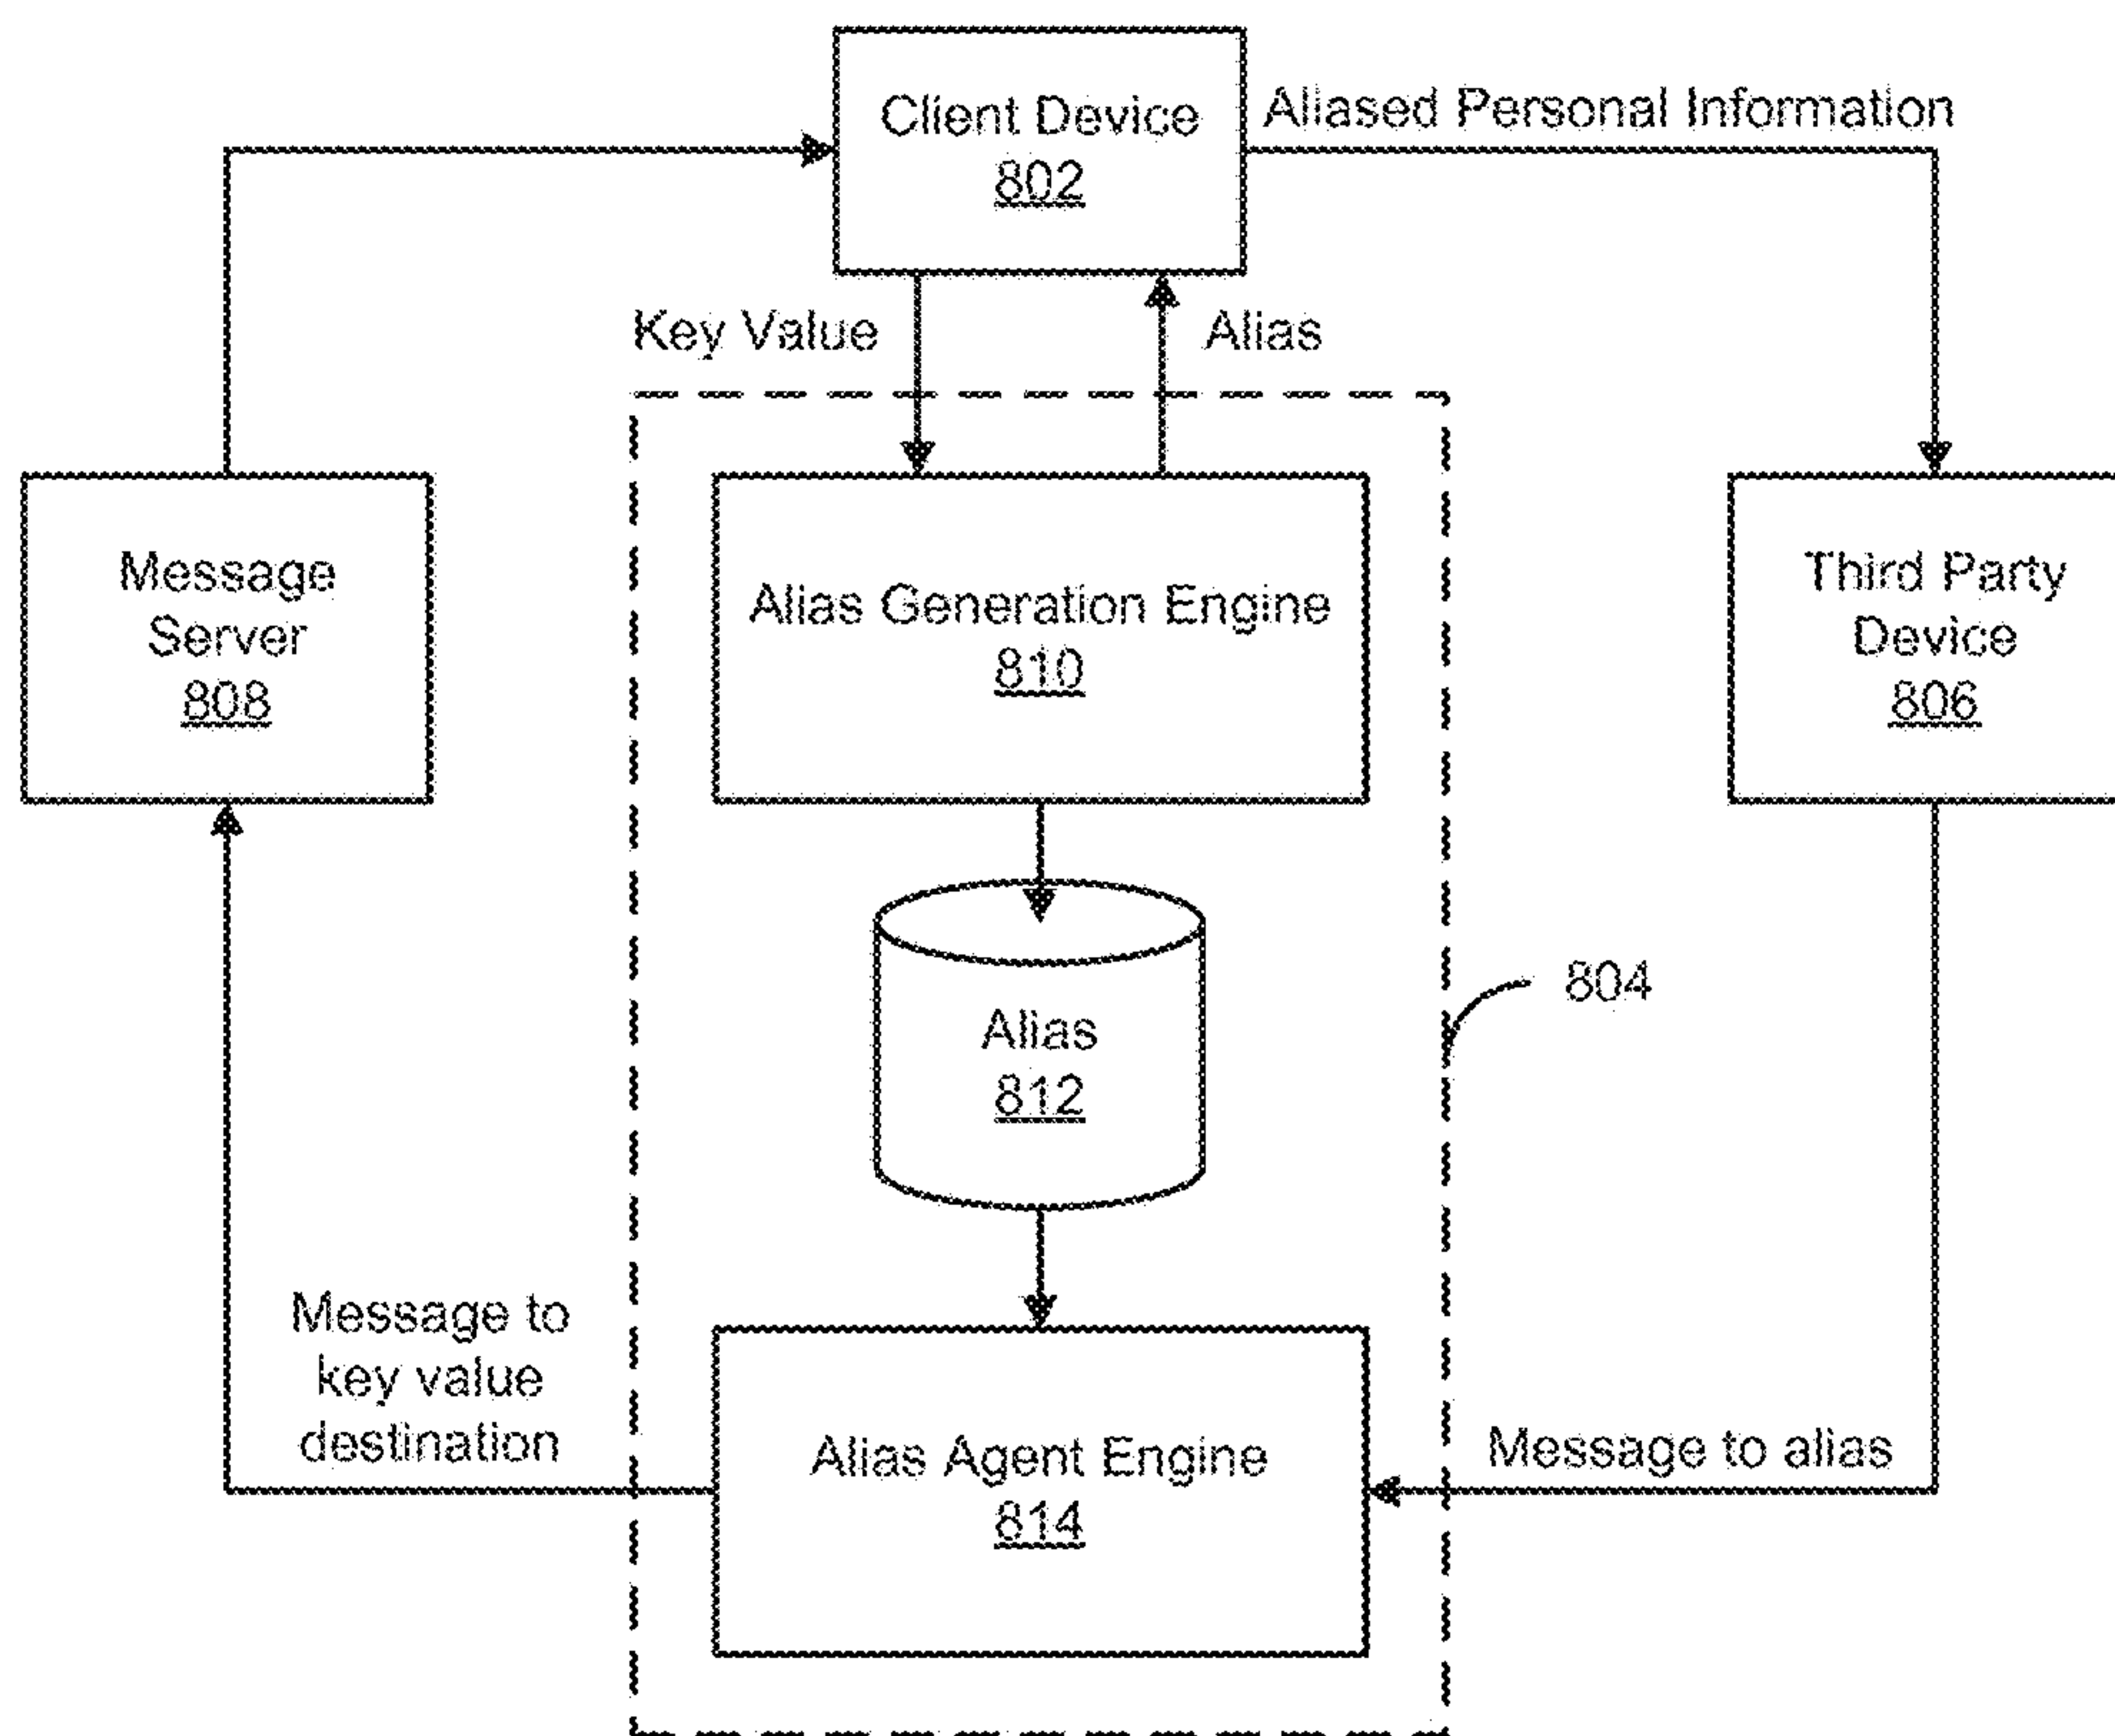 Client Device
802
Aliased Personal Information
Key Value
Alias
Message
Server
808
Alias Generation Engine
810
Third Party
Device
806
Alias
812
804
Message to
key value
destination
Alias Agent Engine
814
Message to alias